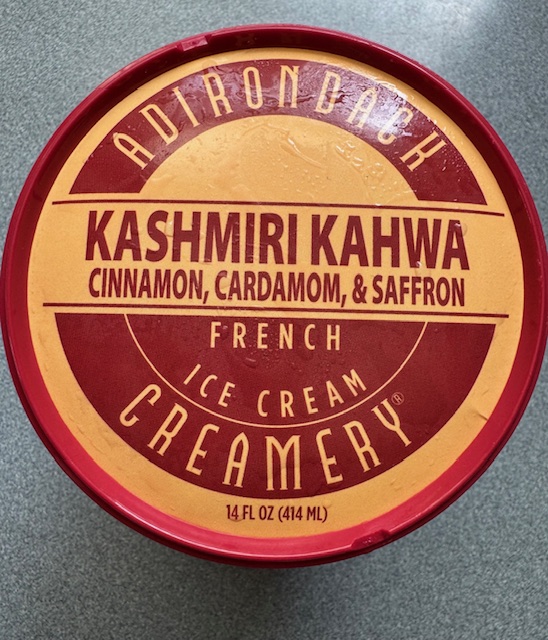 ADIRONDACK
KASHMIRI KAHWA
CINNAMON, CARDAMOM, & SAFFRON
FRENCH
ICE CREAM
CREAMERY®
14 FL OZ (414 ML)